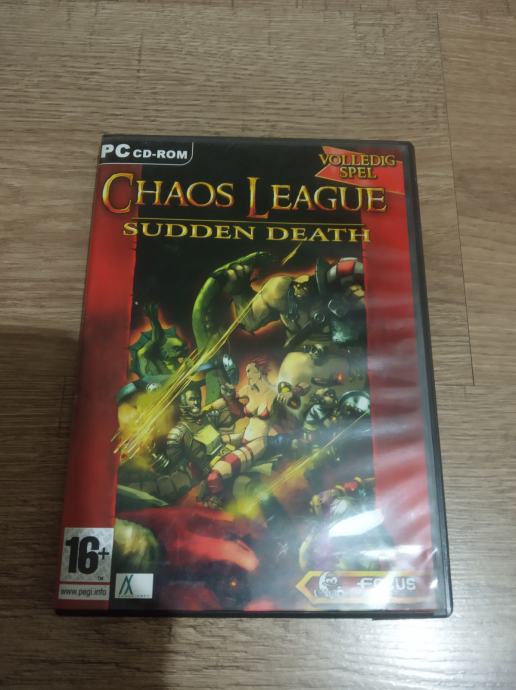 PC CD-ROM
VOLLEDIG
SPEL
CHAOS LEAGUE
SUDDEN DEATH
16+
www.pegi.info
FOCUS